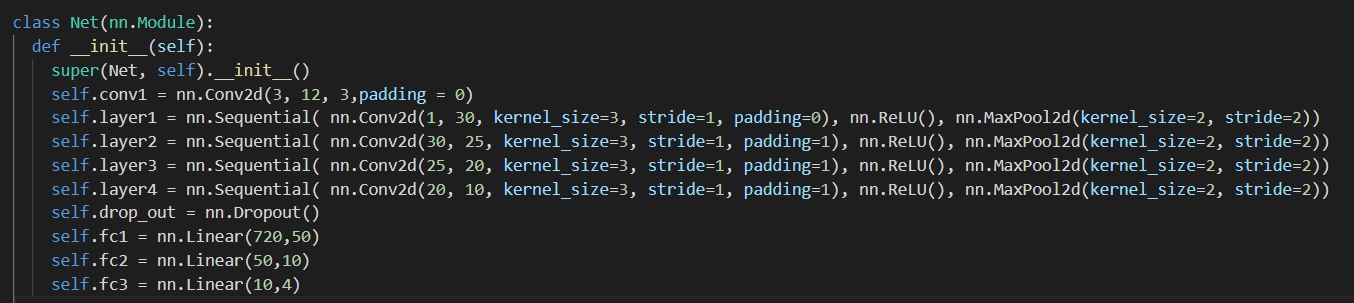 class Net(nn.Module):
  def __init__(self):
    super(Net, self).__init__()
    self.conv1 = nn.Conv2d(3, 12, 3,padding = 0)
    self.layer1 = nn.Sequential( nn.Conv2d(1, 30, kernel_size=3, stride=1, padding=0), nn.ReLU(), nn.MaxPool2d(kernel_size=2, stride=2))
    self.layer2 = nn.Sequential( nn.Conv2d(30, 25, kernel_size=3, stride=1, padding=1), nn.ReLU(), nn.MaxPool2d(kernel_size=2, stride=2))
    self.layer3 = nn.Sequential( nn.Conv2d(25, 20, kernel_size=3, stride=1, padding=1), nn.ReLU(), nn.MaxPool2d(kernel_size=2, stride=2))
    self.layer4 = nn.Sequential( nn.Conv2d(20, 10, kernel_size=3, stride=1, padding=1), nn.ReLU(), nn.MaxPool2d(kernel_size=2, stride=2))
    self.drop_out = nn.Dropout()
    self.fc1 = nn.Linear(720,50)
    self.fc2 = nn.Linear(50,10)
    self.fc3 = nn.Linear(10,4)